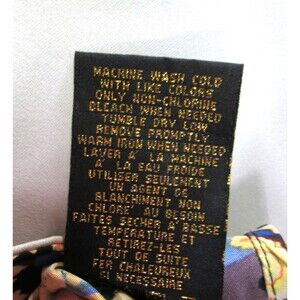 MACHINE WASH COLD
WITH LIKE COLORS
ONLY NON-CHLORINE
BLEACH WHEN NEEDED
TUMBLE DRY LOW
REMOVE PROMPTLY
WARM IRON WHEN NEEDED
LAVER A' LA MACHINE
A' LA EAU FROIDE
UTILISER SEULEMENT
UN AGENT DE
BLANCHIMENT NON
CHLORE AU BESOIN
FAITES SECHER A BASSE
TEMPERATURE ET
RETIREZ-LES
TOUT DE SUITE
FER CHALEUREUX
SI NECESSAIRE